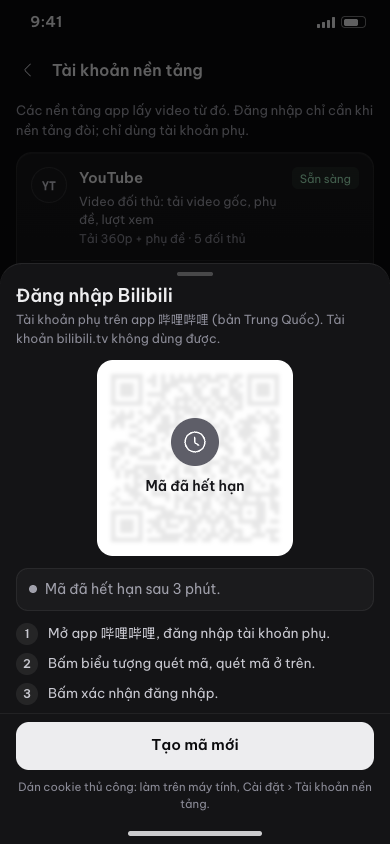 9:41
Tài khoản nền tảng
Các nền tảng app lấy video từ đó. Đăng nhập chỉ cần khi
nền tảng đòi; chỉ dùng tài khoản phụ.
YT
YouTube
Sẵn sàng
Video đối thủ: tải video gốc, phụ
đề, lượt xem
Tải 360p + phụ đề · 5 đối thủ
Đăng nhập Bilibili
Tài khoản phụ trên app 哔哩哔哩 (bản Trung Quốc). Tài
khoản bilibili.tv không dùng được.
Mã đã hết hạn
Mã đã hết hạn sau 3 phút.
1 Mở app 哔哩哔哩, đăng nhập tài khoản phụ.
2 Bấm biểu tượng quét mã, quét mã ở trên.
3 Bấm xác nhận đăng nhập.
Tạo mã mới
Dán cookie thủ công: làm trên máy tính, Cài đặt › Tài khoản nền
tảng.